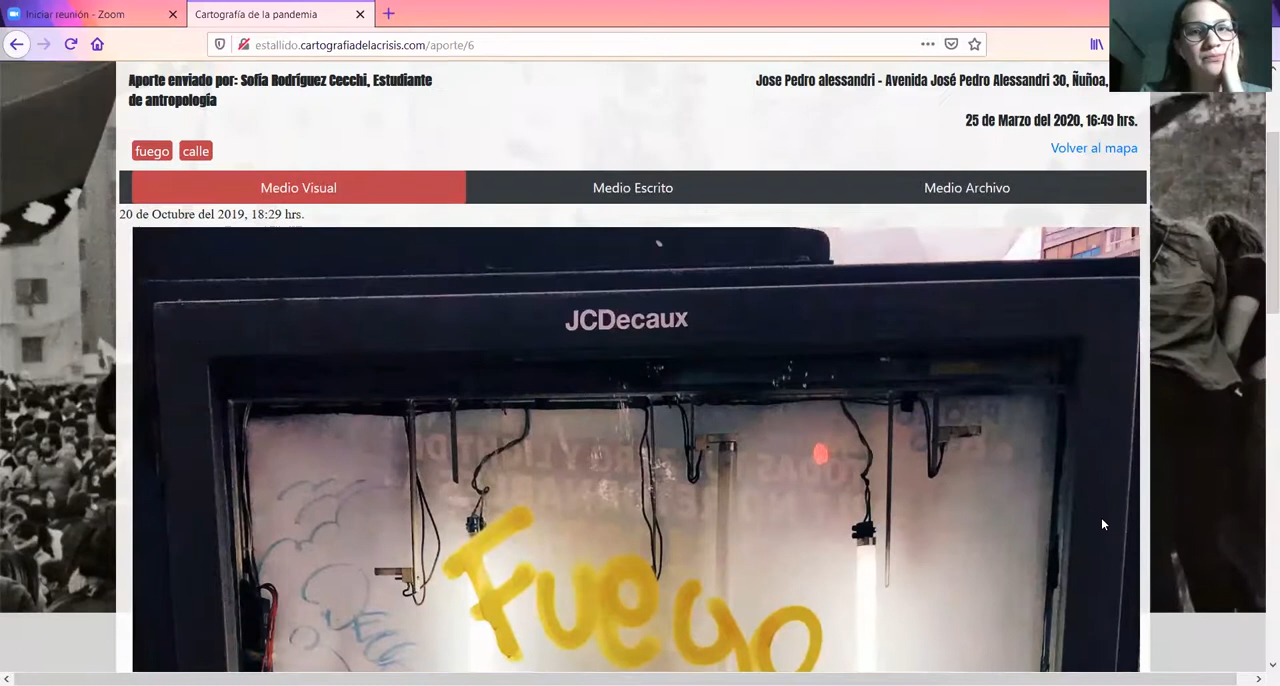 Iniciar reunión - Zoom
Cartografía de la pandemia
estallido.cartografiadelacrisis.com/aporte/6
Aporte enviado por: Sofía Rodríguez Cecchi, Estudiante
de antropología
Jose Pedro alessandri - Avenida José Pedro Alessandri 30, Ñuñoa,
25 de Marzo del 2020, 16:49 hrs.
fuego calle
Volver al mapa
Medio Visual Medio Escrito Medio Archivo
20 de Octubre del 2019, 18:29 hrs.
JCDecaux
Fuego